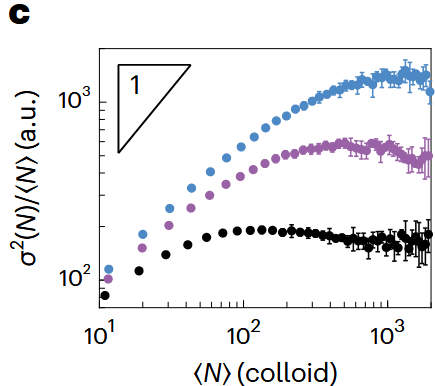 c
1
10³
10²
σ²(N)/⟨N⟩ (a.u.)
10¹
10²
10³
⟨N⟩ (colloid)